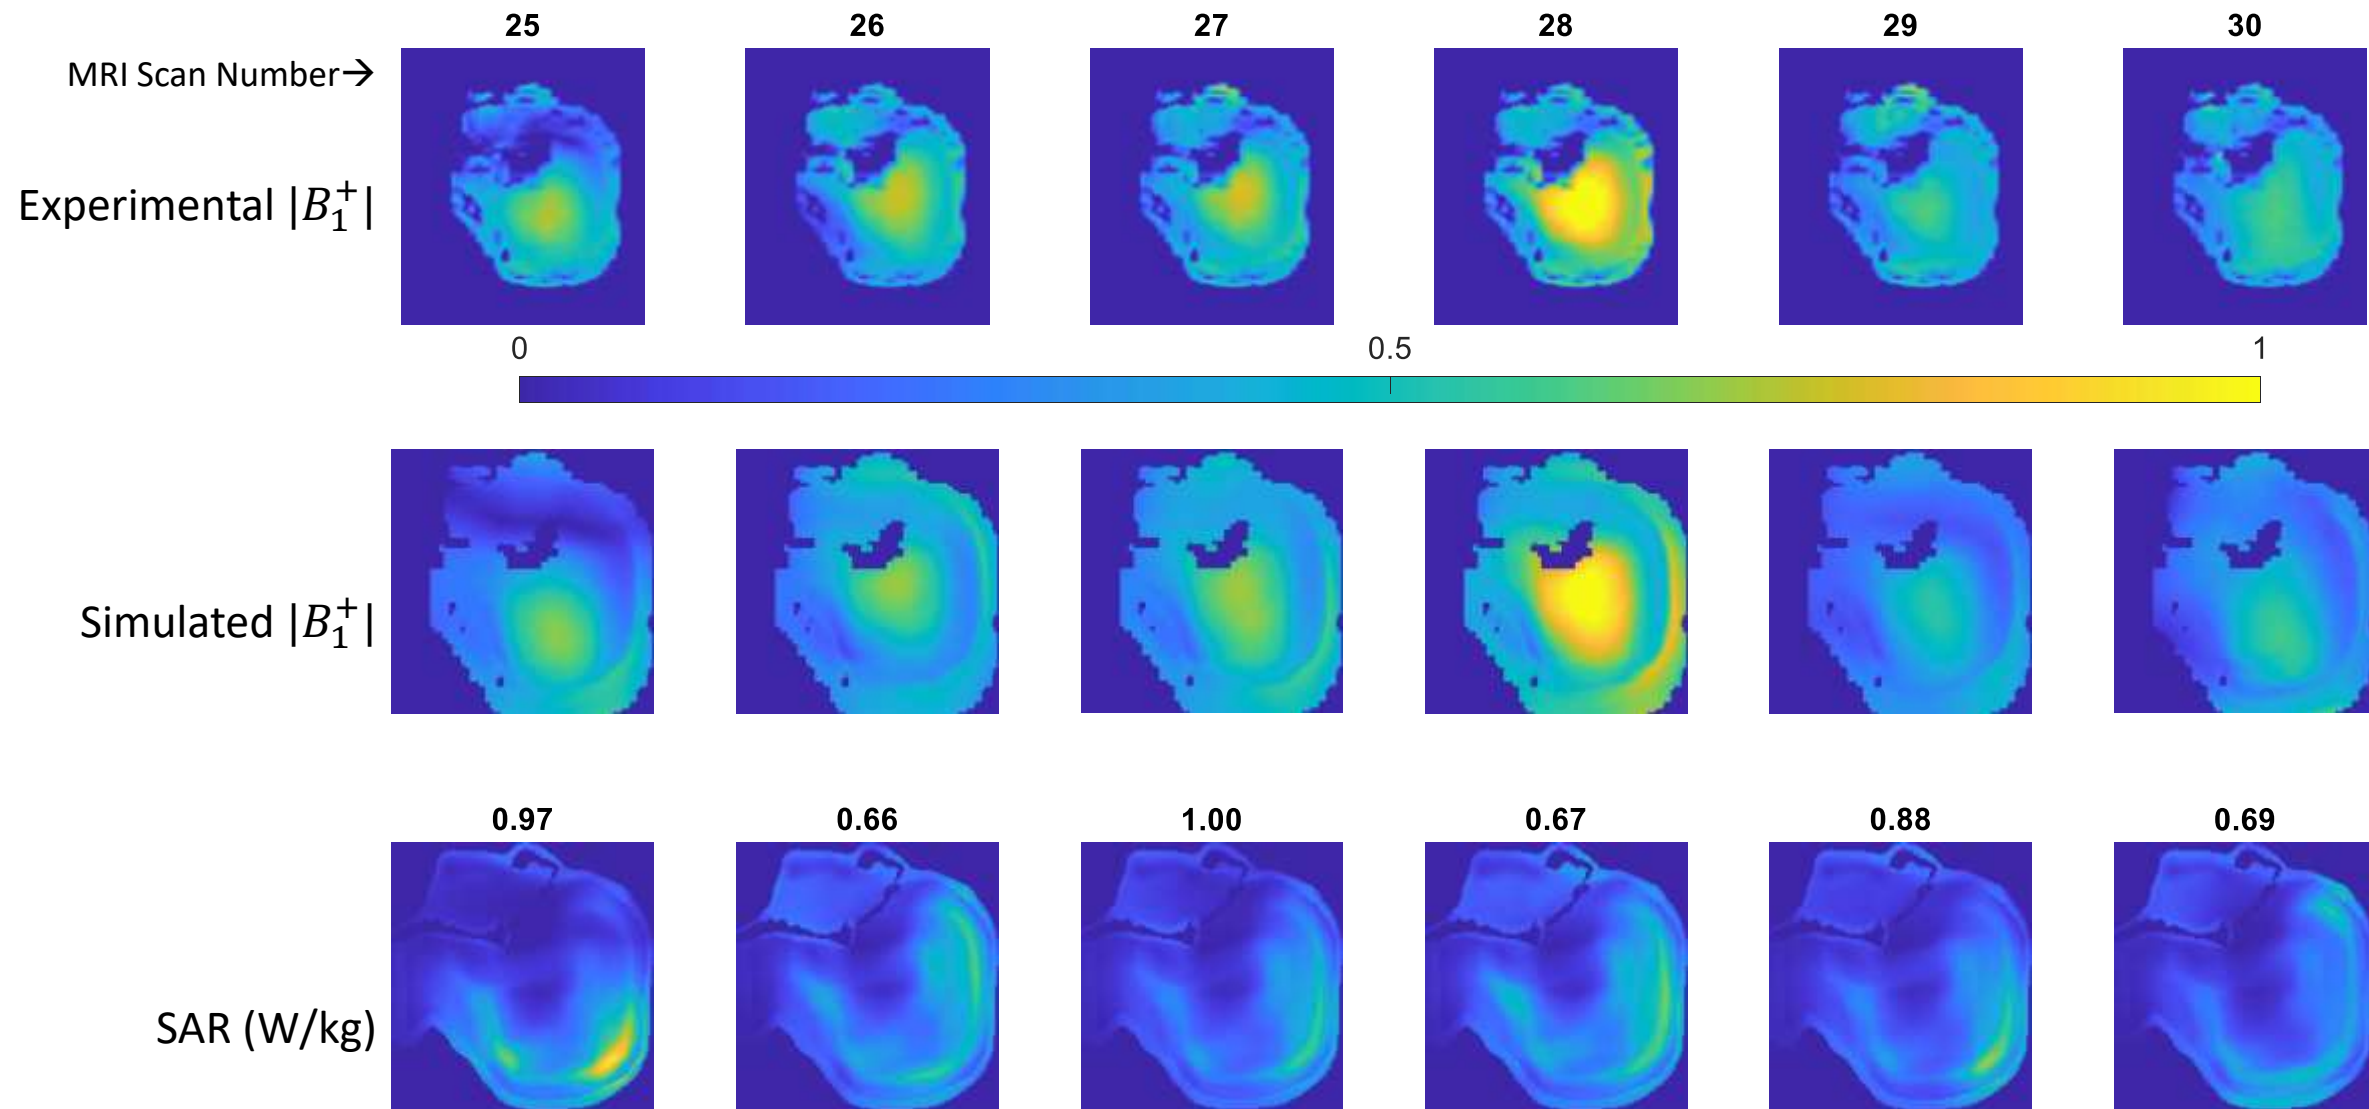 25 26 27 28 29 30
MRI Scan Number→
Experimental |B₁⁺|
0 0.5 1
Simulated |B₁⁺|
0.97 0.66 1.00 0.67 0.88 0.69
SAR (W/kg)